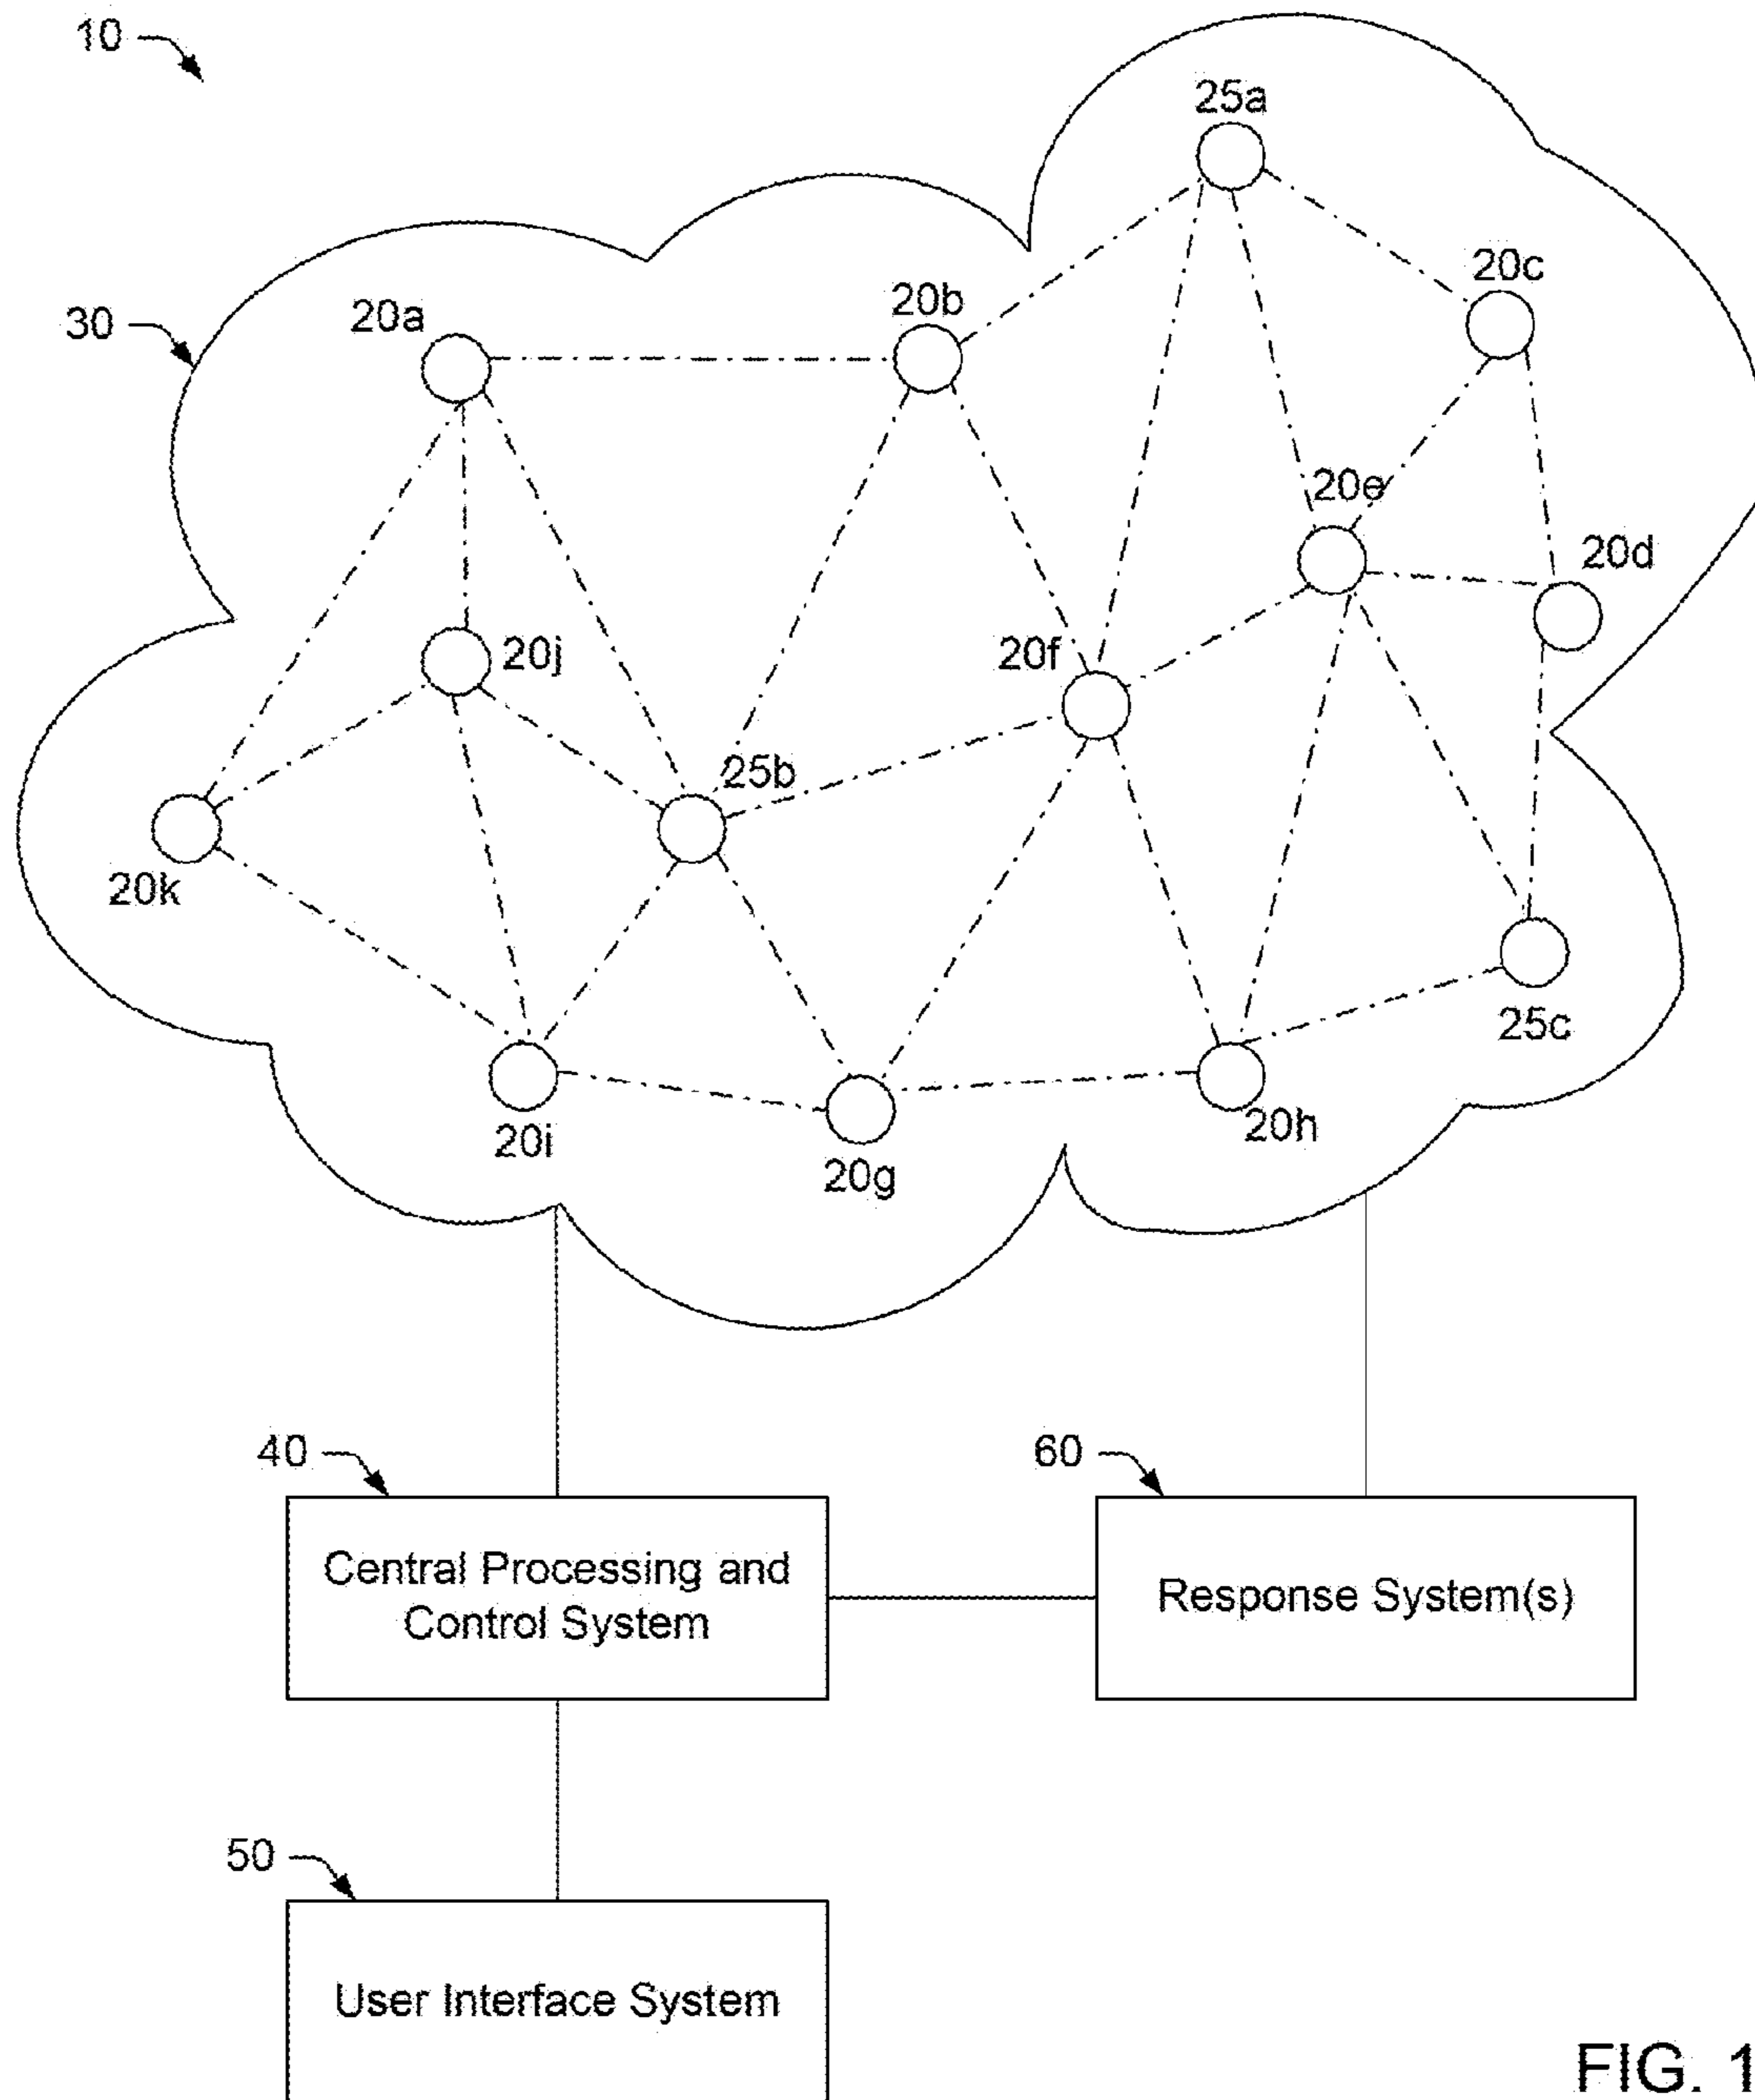 10
25a
20c
30
20a
20b
20e
20d
20j
20f
25b
20k
25c
20i
20g
20h
40
60
Central Processing and
Control System
Response System(s)
50
User Interface System
FIG. 1